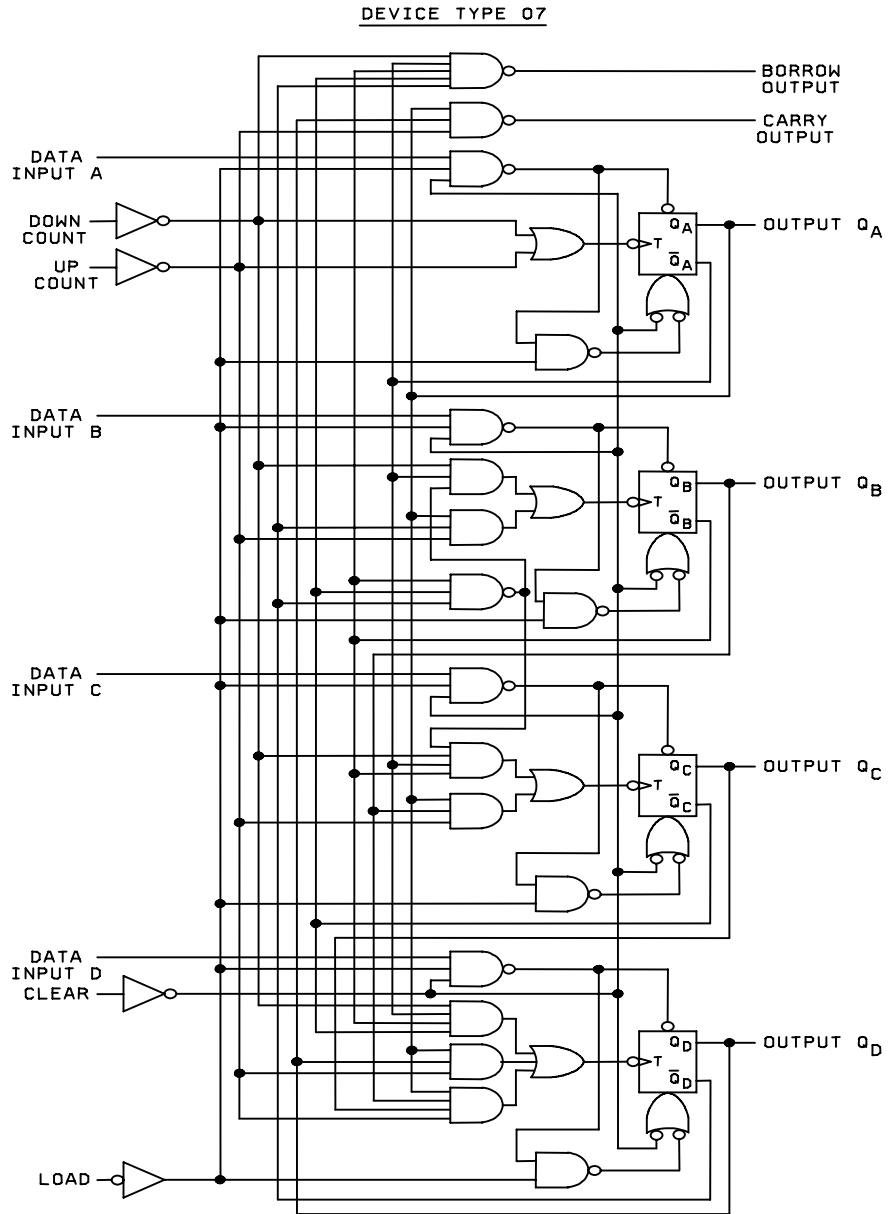 DEVICE TYPE 07
BORROW
OUTPUT
CARRY
OUTPUT
DATA
INPUT A
DOWN
COUNT
UP
COUNT
Q A
T
Q̅ A
OUTPUT Q A
DATA
INPUT B
Q B
T
Q̅ B
OUTPUT Q B
DATA
INPUT C
Q C
T
Q̅ C
OUTPUT Q C
DATA
INPUT D
CLEAR
Q D
T
Q̅ D
OUTPUT Q D
LOAD